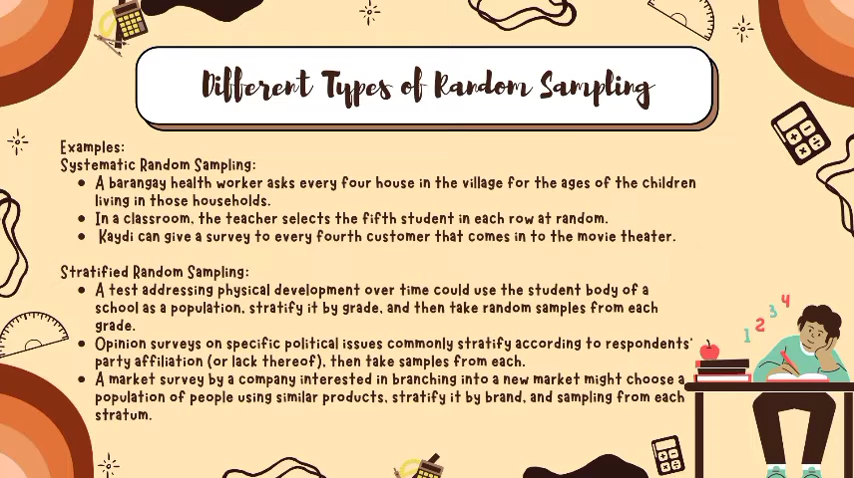 Different Types of Random Sampling
Examples:
Systematic Random Sampling:
• A barangay health worker asks every four house in the village for the ages of the children
living in those households.
• In a classroom, the teacher selects the fifth student in each row at random.
• Kaydi can give a survey to every fourth customer that comes in to the movie theater.
Stratified Random Sampling:
• A test addressing physical development over time could use the student body of a
school as a population, stratify it by grade, and then take random samples from each
grade.
• Opinion surveys on specific political issues commonly stratify according to respondents'
party affiliation (or lack thereof), then take samples from each.
• A market survey by a company interested in branching into a new market might choose a
population of people using similar products, stratify it by brand, and sampling from each
stratum.
1 2 3 4